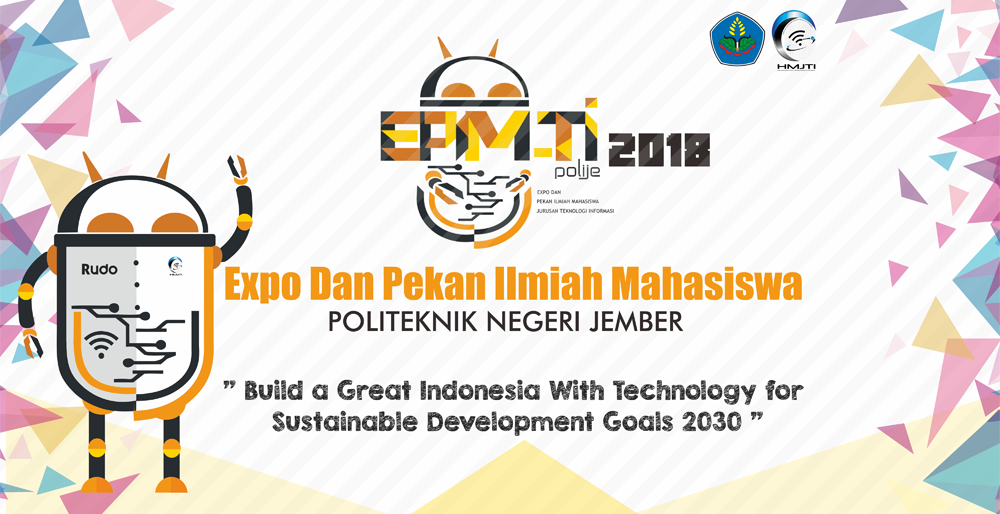 HMJTI
EPM-TI
2018
polije
EXPO DAN
PEKAN ILMIAH MAHASISWA
JURUSAN TEKNOLOGI INFORMASI
Rudo
HMJTI
Expo Dan Pekan Ilmiah Mahasiswa
POLITEKNIK NEGERI JEMBER
" Build a Great Indonesia With Technology for
Sustainable Development Goals 2030 "